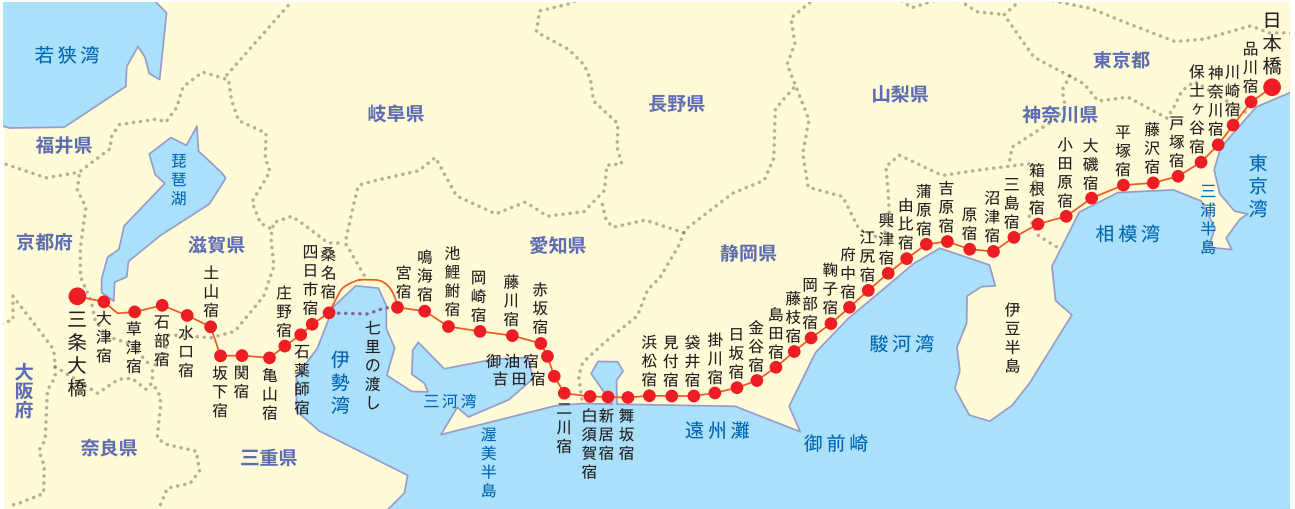 若狭湾
福井県
琵琶湖
京都府
滋賀県
岐阜県
長野県
山梨県
東京都
神奈川県
愛知県
静岡県
大阪府
奈良県
三重県
伊勢湾
七里の渡し
三河湾
渥美半島
遠州灘
御前崎
駿河湾
伊豆半島
相模湾
三浦半島
東京湾
日本橋
品川宿
川崎宿
神奈川宿
保土ヶ谷宿
戸塚宿
藤沢宿
平塚宿
大磯宿
小田原宿
箱根宿
三島宿
沼津宿
原宿
吉原宿
蒲原宿
由比宿
興津宿
江尻宿
府中宿
鞠子宿
岡部宿
藤枝宿
島田宿
金谷宿
日坂宿
掛川宿
袋井宿
見付宿
浜松宿
舞坂宿
新居宿
白須賀宿
二川宿
吉田宿
御油宿
赤坂宿
藤川宿
岡崎宿
池鯉鮒宿
鳴海宿
宮宿
桑名宿
四日市宿
石薬師宿
庄野宿
亀山宿
関宿
坂下宿
土山宿
水口宿
石部宿
草津宿
大津宿
三条大橋